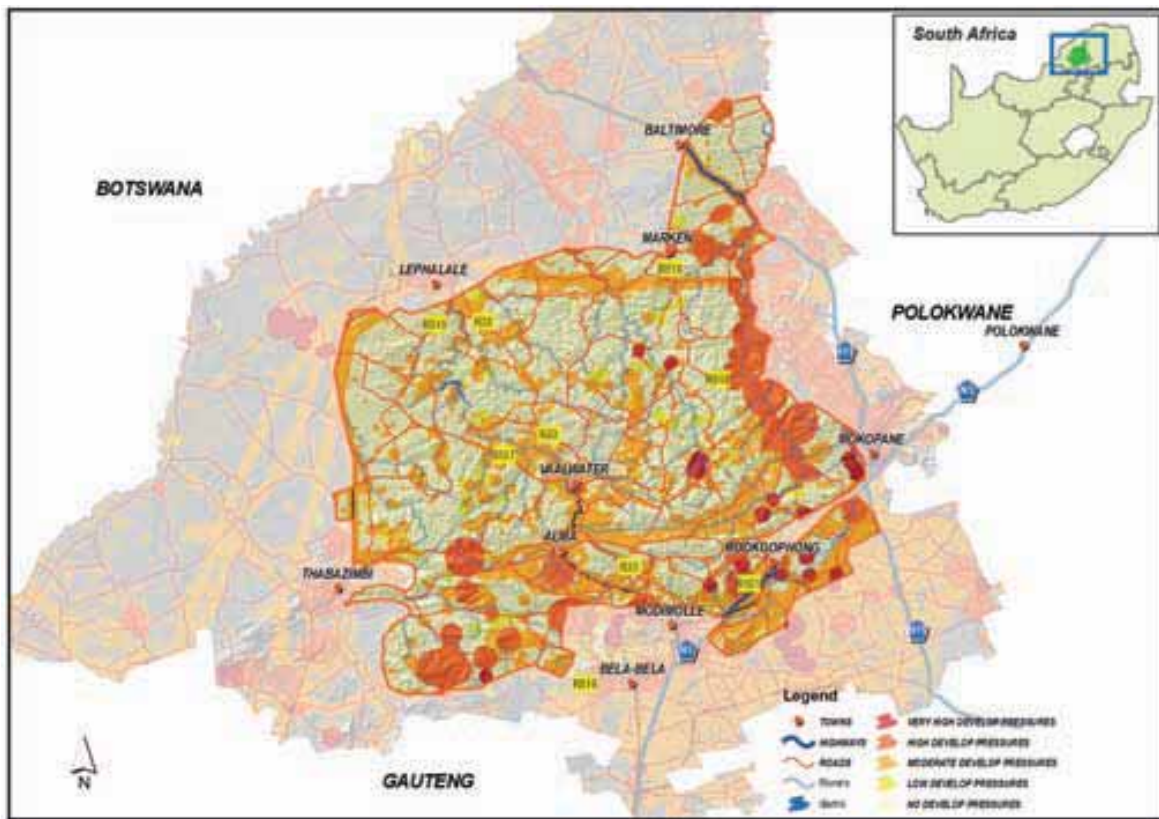 South Africa
BALTIMORE
BOTSWANA
MARKEN
LEPHALALE
POLOKWANE
POLOKWANE
MOKOPANE
VAALWATER
ALMA
MOOKGOPHONG
THABAZIMBI
MODIMOLLE
BELA-BELA
GAUTENG
N
Legend
TOWNS
HIGHWAYS
ROADS
Rivers
dams
VERY HIGH DEVELOP PRESSURES
HIGH DEVELOP PRESSURES
MODERATE DEVELOP PRESSURES
LOW DEVELOP PRESSURES
NO DEVELOP PRESSURES